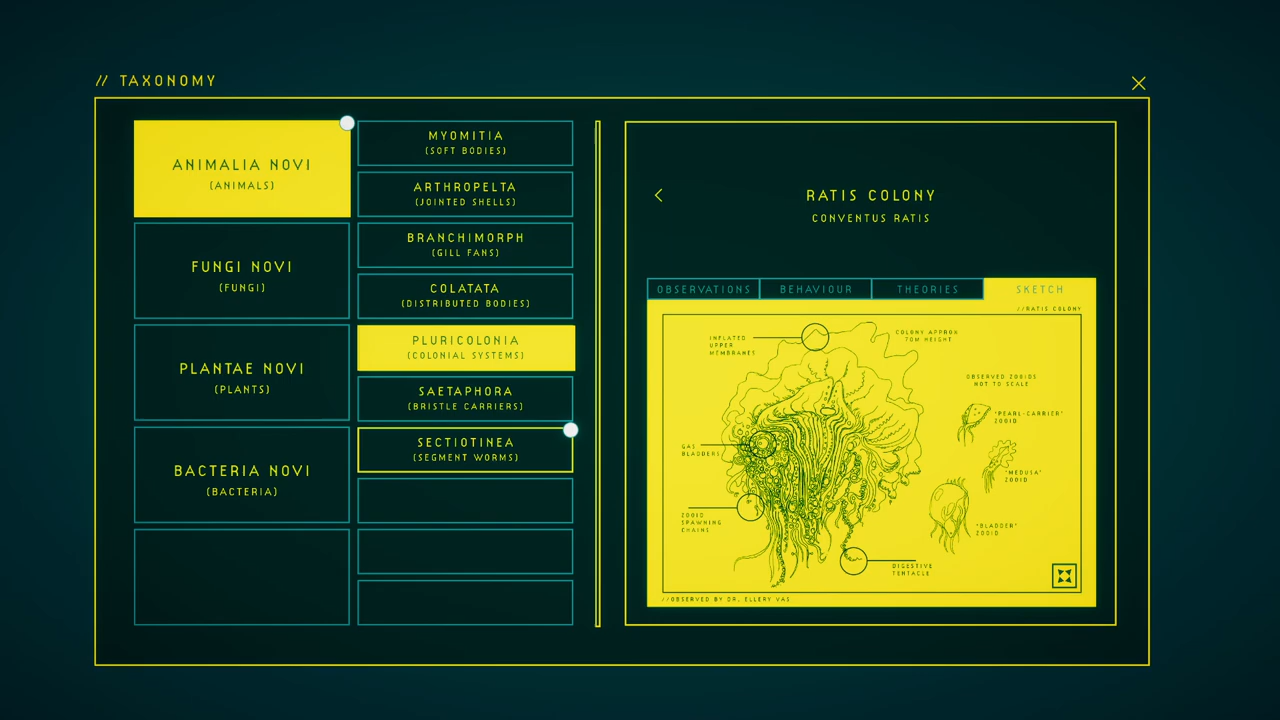 // TAXONOMY
ANIMALIA NOVI
(ANIMALS)
FUNGI NOVI
(FUNGI)
PLANTAE NOVI
(PLANTS)
BACTERIA NOVI
(BACTERIA)
MYOMITIA
(SOFT BODIES)
ARTHROPELTA
(JOINTED SHELLS)
BRANCHIMORPH
(GILL FANS)
COLATATA
(DISTRIBUTED BODIES)
PLURICOLONIA
(COLONIAL SYSTEMS)
SAETAPHORA
(BRISTLE CARRIERS)
SECTIOTINEA
(SEGMENT WORMS)
RATIS COLONY
CONVENTUS RATIS
OBSERVATIONS
BEHAVIOUR
THEORIES
SKETCH
//RATIS COLONY
INFLATED
UPPER
MEMBRANES
COLONY APPROX
70M HEIGHT
OBSERVED ZOOIDS
NOT TO SCALE
"PEARL-CARRIER"
ZOOID
GAS
BLADDERS
"MEDUSA"
ZOOID
ZOOID
SPAWNING
CHAINS
"BLADDER"
ZOOID
DIGESTIVE
TENTACLE
//OBSERVED BY DR. ELLERY VAS